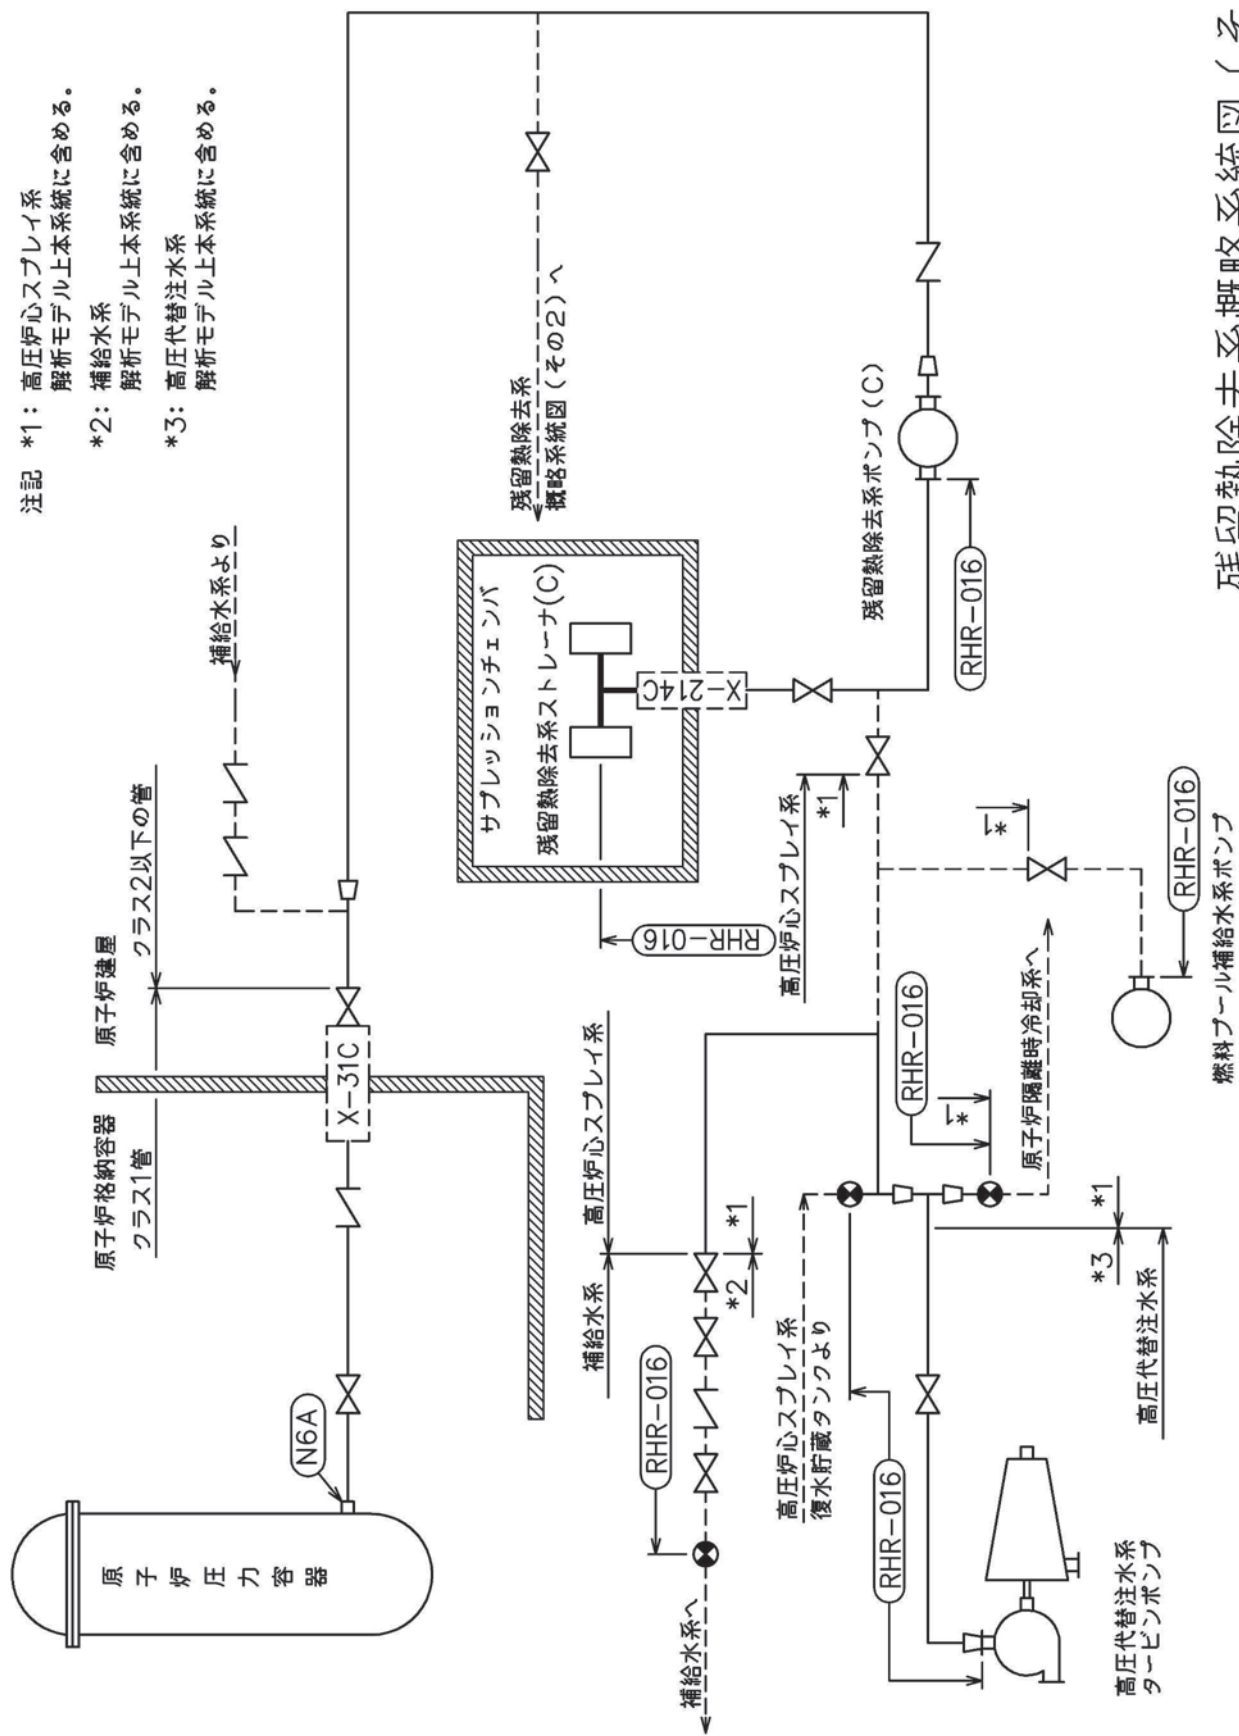 注記 *1: 高圧炉心スプレイ系
解析モデル上本系統に含める。
*2: 補給水系
解析モデル上本系統に含める。
*3: 高圧代替注水系
解析モデル上本系統に含める。
原子炉圧力容器
N6A
原子炉格納容器
原子炉建屋
クラス1管
クラス2以下の管
X-31C
補給水系より
残留熱除去系
概略系統図(その2)へ
サプレッションチェンバ
残留熱除去系ストレーナ(C)
X-214C
RHR-016
残留熱除去系ポンプ(C)
RHR-016
高圧炉心スプレイ系
*1
補給水系
高圧炉心スプレイ系
*2
*1
RHR-016
補給水系へ
高圧炉心スプレイ系
復水貯蔵タンクより
RHR-016
RHR-016
*1
原子炉隔離時冷却系へ
*1
RHR-016
燃料プール補給水系ポンプ
*3
*1
高圧代替注水系
高圧代替注水系
タービンポンプ
残留熱除去系概略系統図(そ